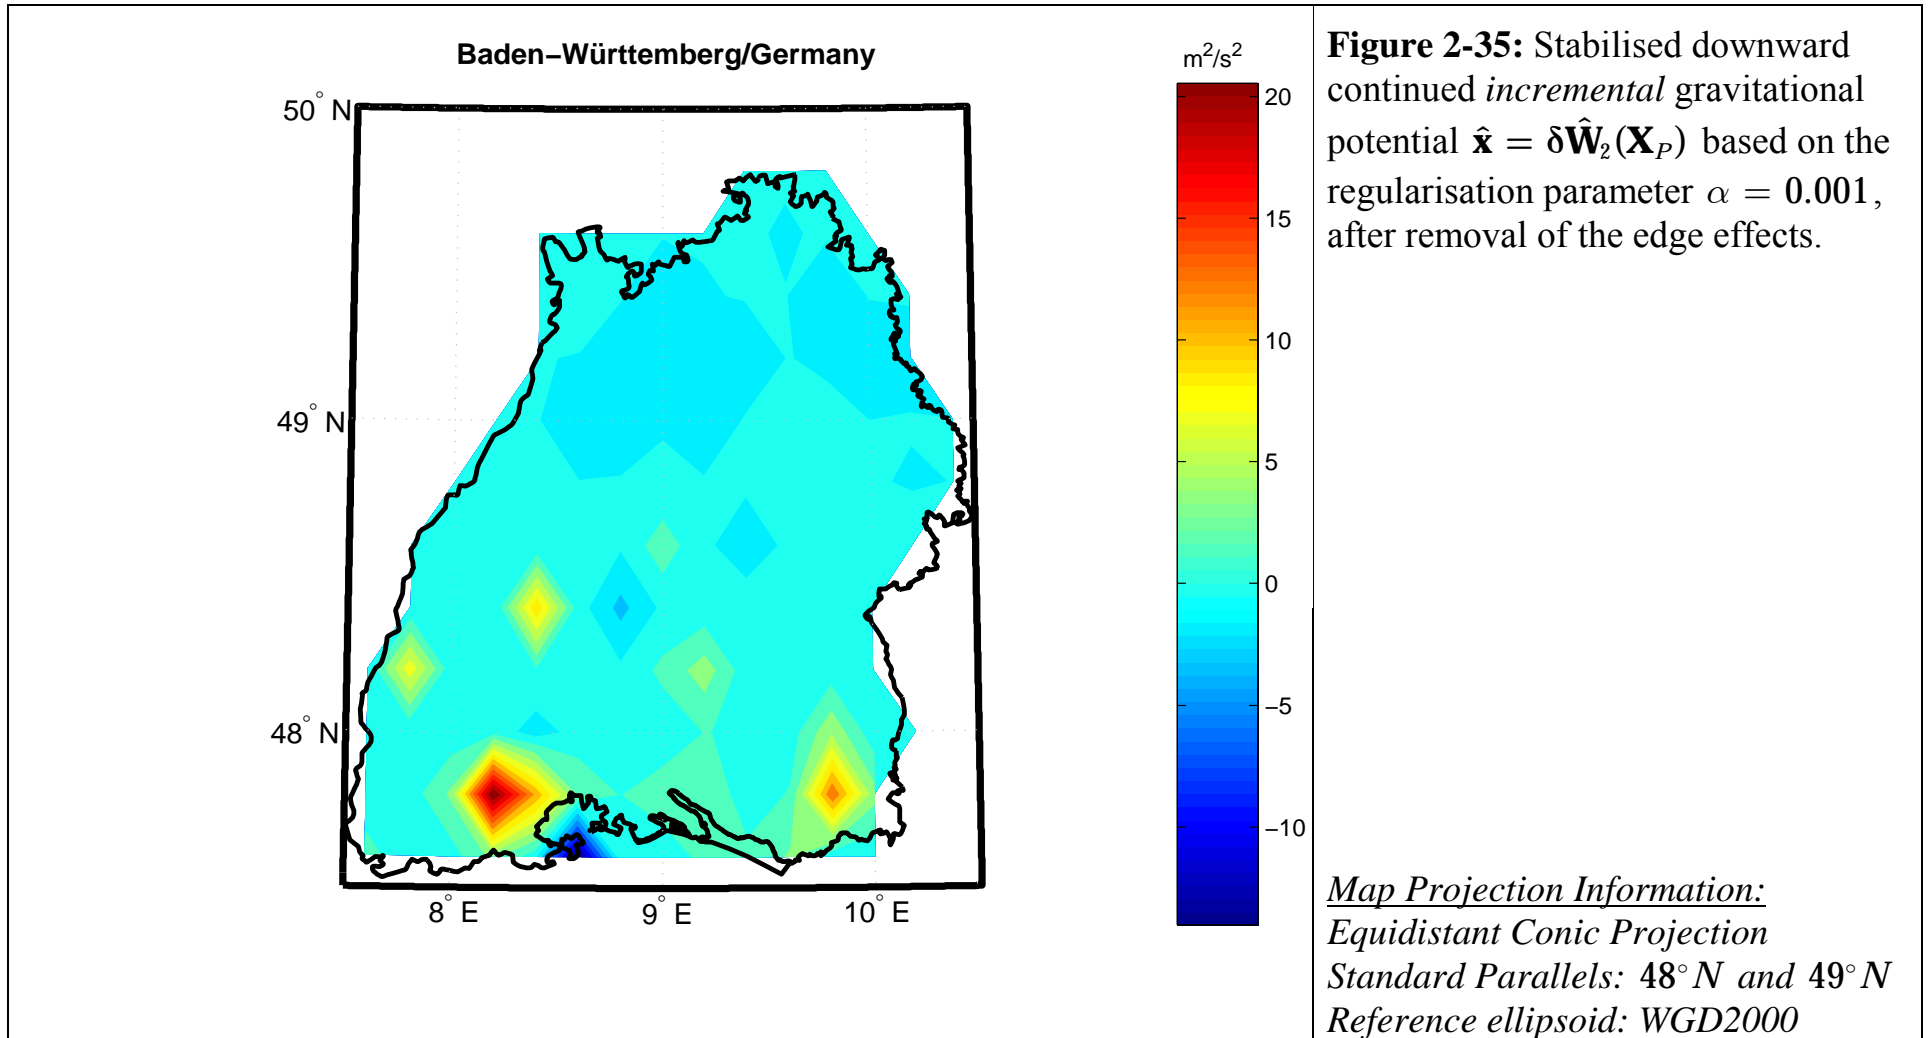 Baden−Württemberg/Germany
50° N
49° N
48° N
8° E
9° E
10° E
m²/s²
20
15
10
5
0
−5
−10
Figure 2-35: Stabilised downward
continued incremental gravitational
potential x̂ = δŴ₂(X_P) based on the
regularisation parameter α = 0.001,
after removal of the edge effects.
Map Projection Information:
Equidistant Conic Projection
Standard Parallels: 48°N and 49°N
Reference ellipsoid: WGD2000